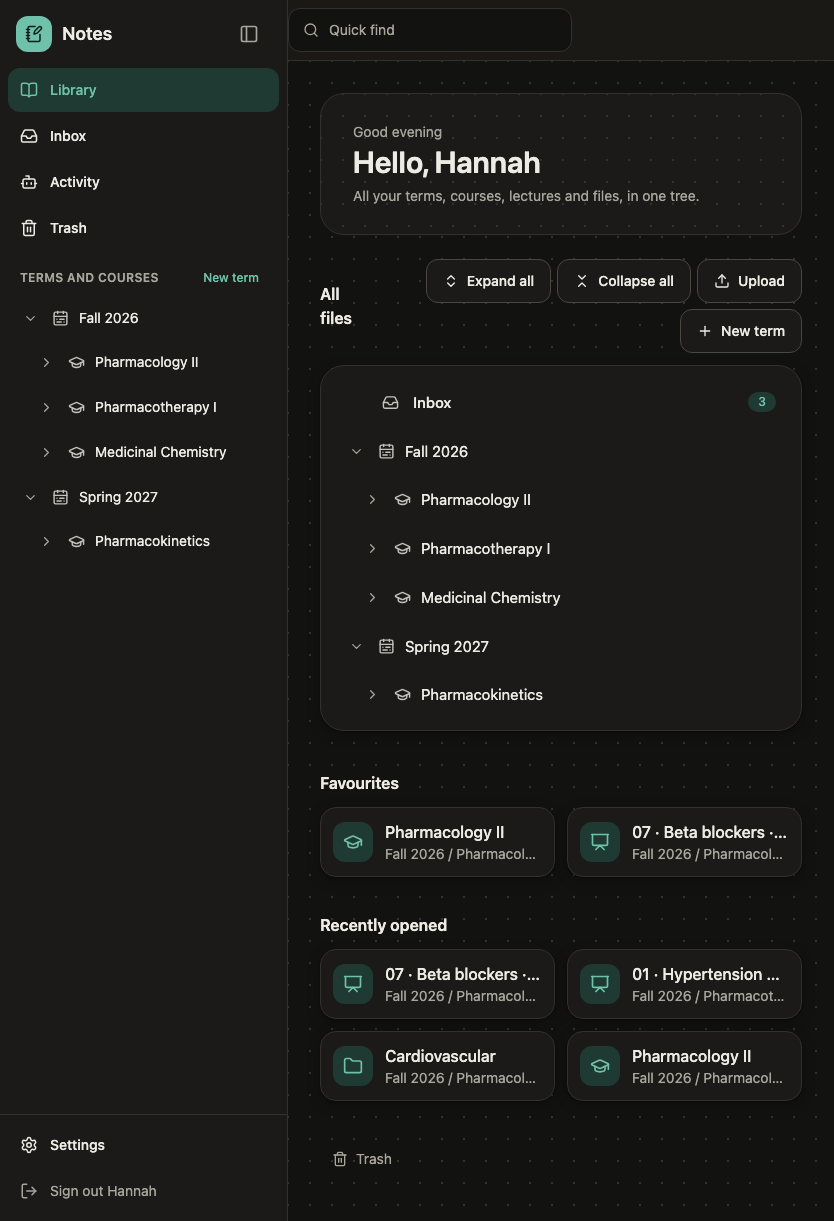 Notes
Library
Inbox
Activity
Trash
TERMS AND COURSES New term
Fall 2026
Pharmacology II
Pharmacotherapy I
Medicinal Chemistry
Spring 2027
Pharmacokinetics
Settings
Sign out Hannah
Quick find
Good evening
Hello, Hannah
All your terms, courses, lectures and files, in one tree.
All
files
Expand all Collapse all Upload
New term
Inbox 3
Fall 2026
Pharmacology II
Pharmacotherapy I
Medicinal Chemistry
Spring 2027
Pharmacokinetics
Favourites
Pharmacology II
Fall 2026 / Pharmacol...
07 · Beta blockers ·...
Fall 2026 / Pharmacol...
Recently opened
07 · Beta blockers ·...
Fall 2026 / Pharmacol...
01 · Hypertension ...
Fall 2026 / Pharmacot...
Cardiovascular
Fall 2026 / Pharmacol...
Pharmacology II
Fall 2026 / Pharmacol...
Trash